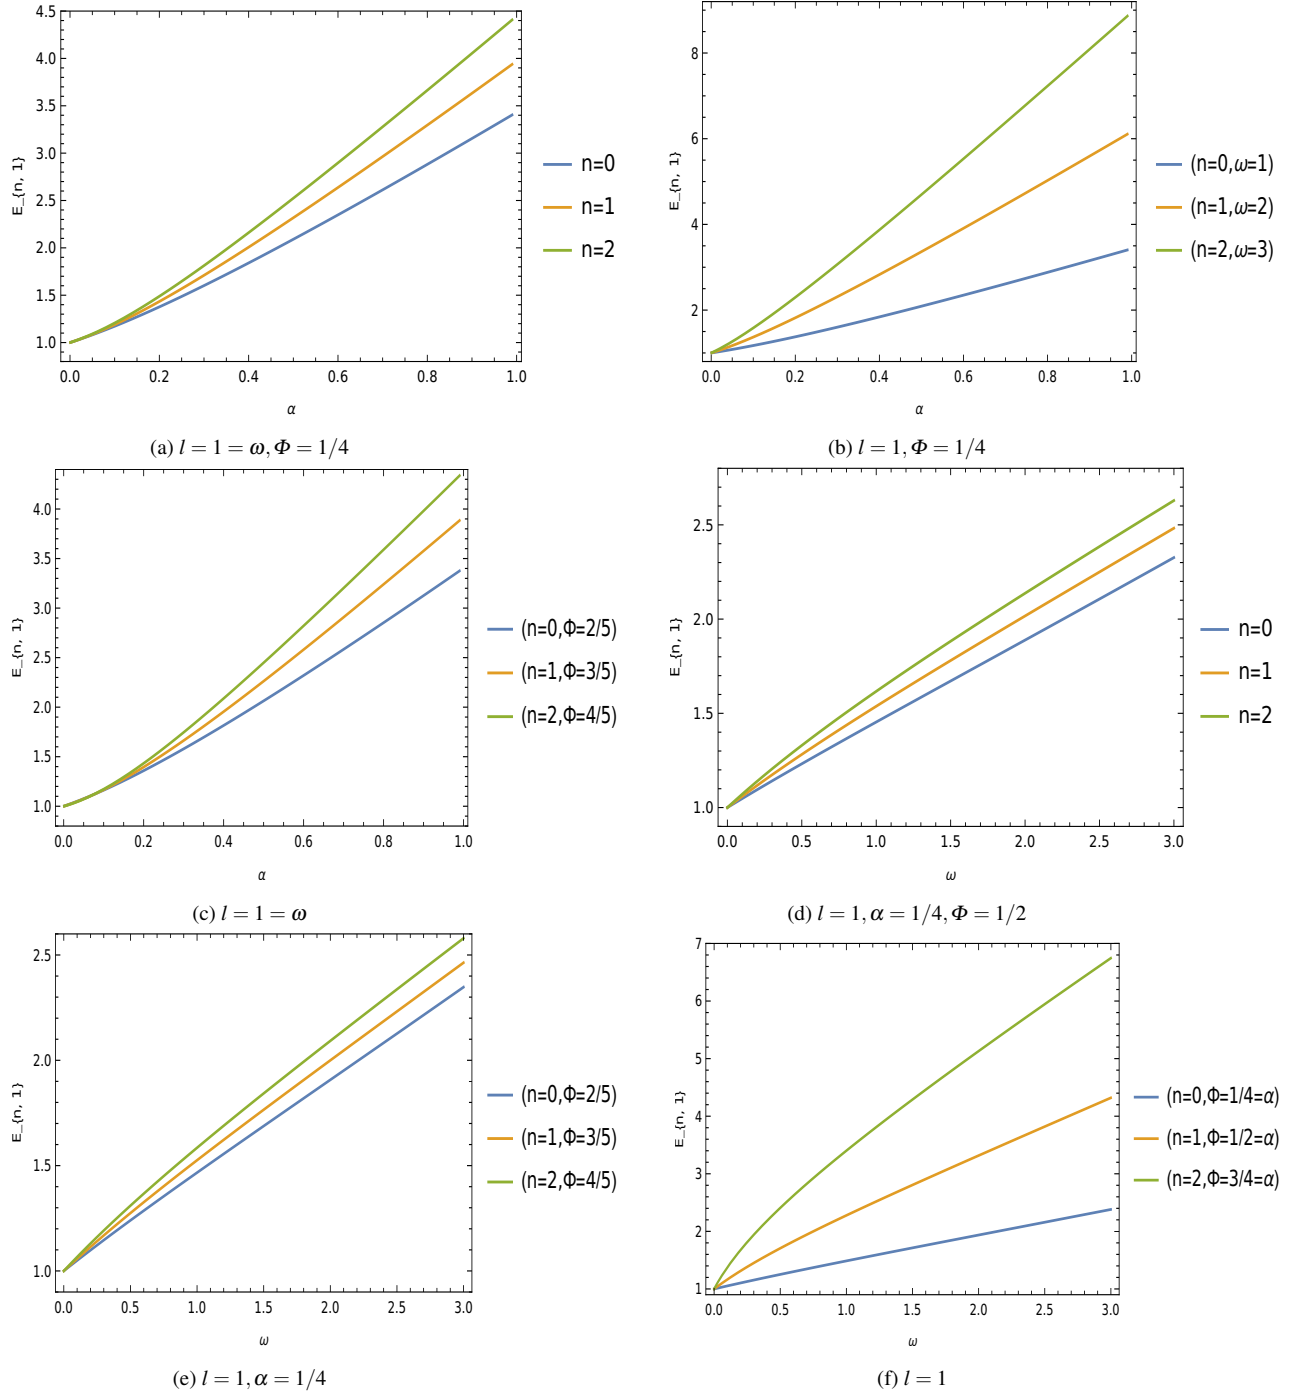 4.5
4.0
3.5
3.0
2.5
2.0
1.5
1.0
E_{n, 1}
0.0 0.2 0.4 0.6 0.8 1.0
α
n=0
n=1
n=2
(a) l = 1 = ω, Φ = 1/4
8
6
4
2
E_{n, 1}
0.0 0.2 0.4 0.6 0.8 1.0
α
(n=0,ω=1)
(n=1,ω=2)
(n=2,ω=3)
(b) l = 1, Φ = 1/4
4.0
3.5
3.0
2.5
2.0
1.5
1.0
E_{n, 1}
0.0 0.2 0.4 0.6 0.8 1.0
α
(n=0,Φ=2/5)
(n=1,Φ=3/5)
(n=2,Φ=4/5)
(c) l = 1 = ω
2.5
2.0
1.5
1.0
E_{n, 1}
0.0 0.5 1.0 1.5 2.0 2.5 3.0
ω
n=0
n=1
n=2
(d) l = 1, α = 1/4, Φ = 1/2
2.5
2.0
1.5
1.0
E_{n, 1}
0.0 0.5 1.0 1.5 2.0 2.5 3.0
ω
(n=0,Φ=2/5)
(n=1,Φ=3/5)
(n=2,Φ=4/5)
(e) l = 1, α = 1/4
7
6
5
4
3
2
1
E_{n, 1}
0.0 0.5 1.0 1.5 2.0 2.5 3.0
ω
(n=0,Φ=1/4=α)
(n=1,Φ=1/2=α)
(n=2,Φ=3/4=α)
(f) l = 1